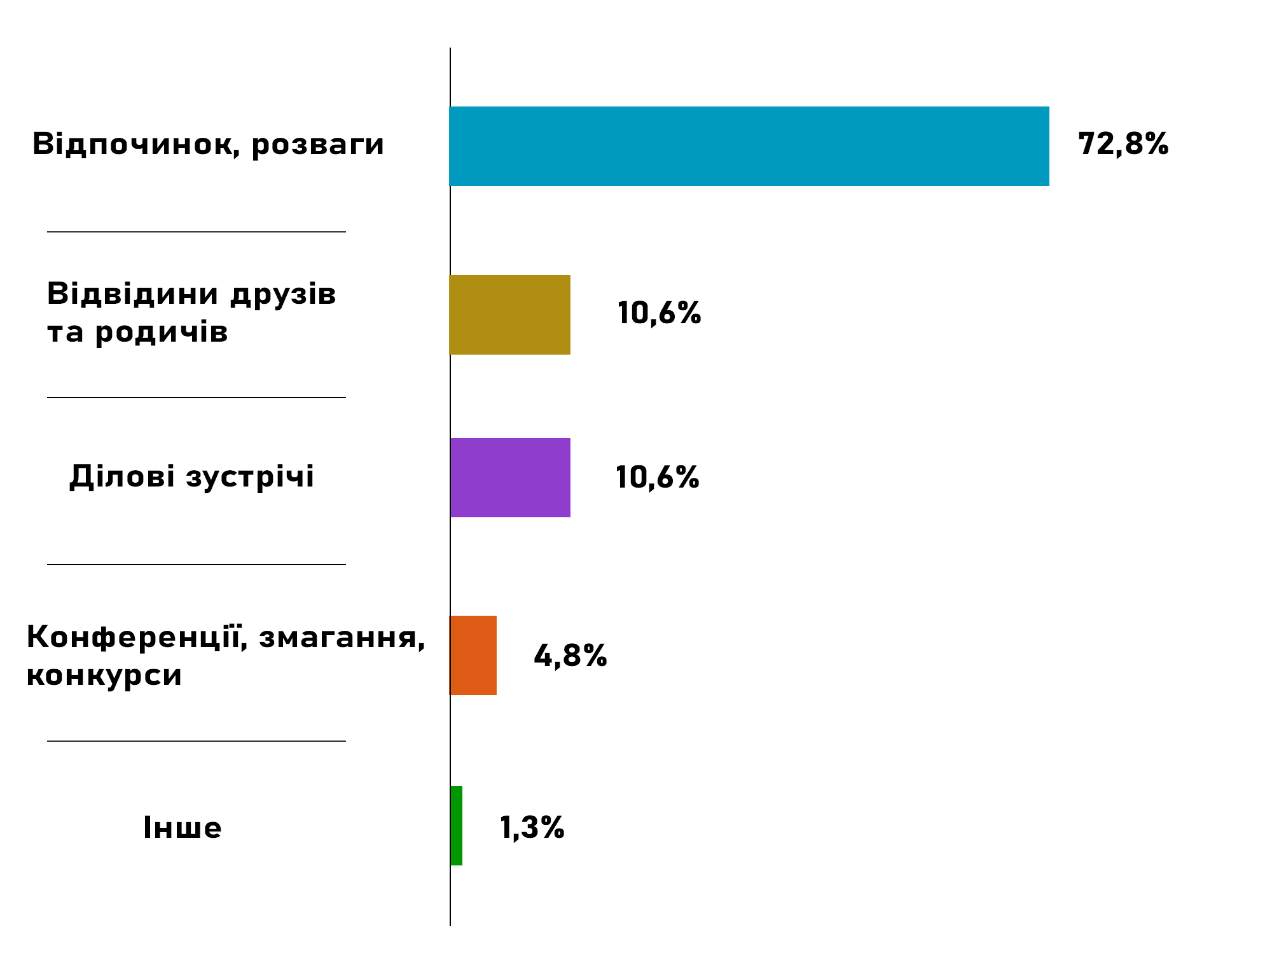 Відпочинок, розваги
72,8%
Відвідини друзів
та родичів
10,6%
Ділові зустрічі
10,6%
Конференції, змагання,
конкурси
4,8%
Інше
1,3%